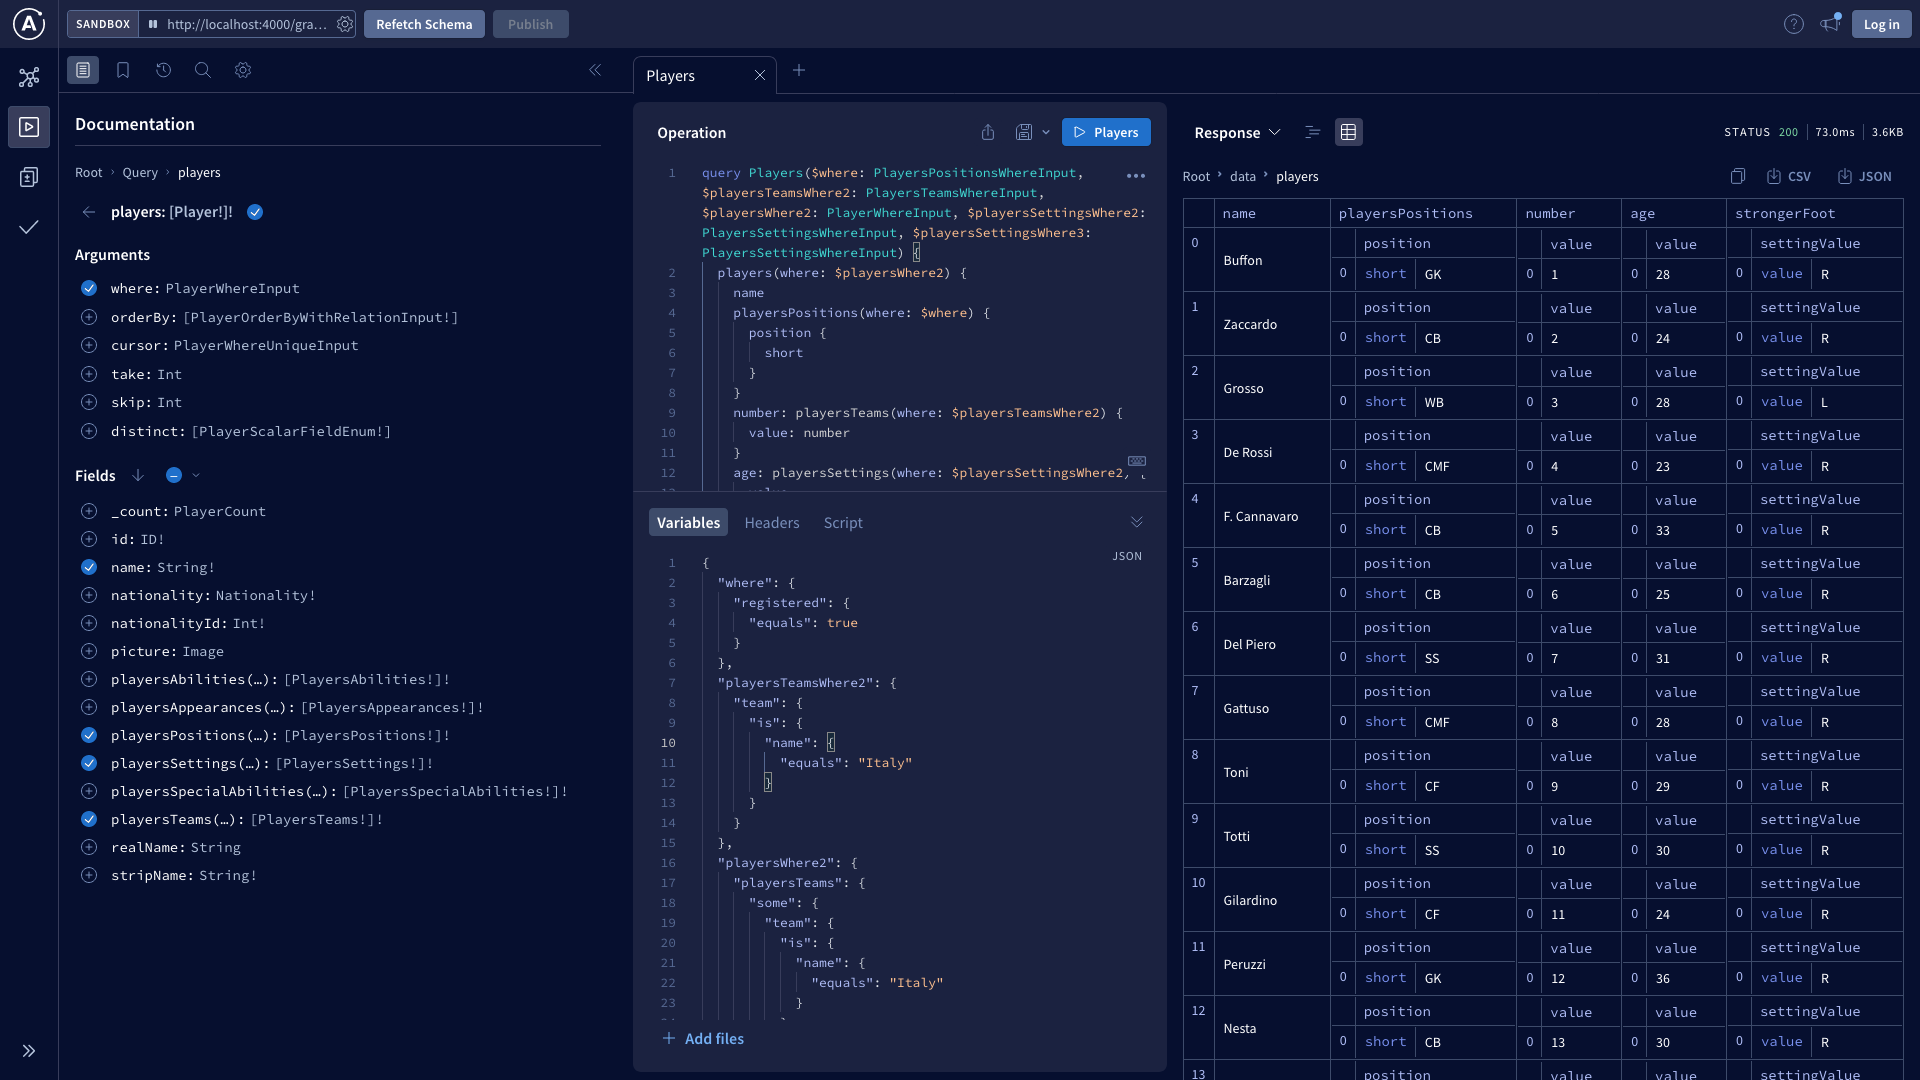 SANDBOX http://localhost:4000/gra... Refetch Schema Publish Log in
Documentation
Root › Query › players
players: [Player!]!
Arguments
where: PlayerWhereInput
orderBy: [PlayerOrderByWithRelationInput!]
cursor: PlayerWhereUniqueInput
take: Int
skip: Int
distinct: [PlayerScalarFieldEnum!]
Fields
_count: PlayerCount
id: ID!
name: String!
nationality: Nationality!
nationalityId: Int!
picture: Image
playersAbilities(…): [PlayersAbilities!]!
playersAppearances(…): [PlayersAppearances!]!
playersPositions(…): [PlayersPositions!]!
playersSettings(…): [PlayersSettings!]!
playersSpecialAbilities(…): [PlayersSpecialAbilities!]!
playersTeams(…): [PlayersTeams!]!
realName: String
stripName: String!
Players
Operation
Players
1 query Players($where: PlayersPositionsWhereInput,
$playersTeamsWhere2: PlayersTeamsWhereInput,
$playersWhere2: PlayerWhereInput, $playersSettingsWhere2:
PlayersSettingsWhereInput, $playersSettingsWhere3:
PlayersSettingsWhereInput) {
2 players(where: $playersWhere2) {
3 name
4 playersPositions(where: $where) {
5 position {
6 short
7 }
8 }
9 number: playersTeams(where: $playersTeamsWhere2) {
10 value: number
11 }
12 age: playersSettings(where: $playersSettingsWhere2) {
Variables Headers Script
JSON
1 {
2 "where": {
3 "registered": {
4 "equals": true
5 }
6 },
7 "playersTeamsWhere2": {
8 "team": {
9 "is": {
10 "name": {
11 "equals": "Italy"
12 }
13 }
14 }
15 },
16 "playersWhere2": {
17 "playersTeams": {
18 "some": {
19 "team": {
20 "is": {
21 "name": {
22 "equals": "Italy"
23 }
Add files
Response
STATUS 200 73.0ms 3.6KB
Root › data › players
CSV JSON
name playersPositions number age strongerFoot
0 position value value settingValue
Buffon
0 short GK 0 1 0 28 0 value R
1 position value value settingValue
Zaccardo
0 short CB 0 2 0 24 0 value R
2 position value value settingValue
Grosso
0 short WB 0 3 0 28 0 value L
3 position value value settingValue
De Rossi
0 short CMF 0 4 0 23 0 value R
4 position value value settingValue
F. Cannavaro
0 short CB 0 5 0 33 0 value R
5 position value value settingValue
Barzagli
0 short CB 0 6 0 25 0 value R
6 position value value settingValue
Del Piero
0 short SS 0 7 0 31 0 value R
7 position value value settingValue
Gattuso
0 short CMF 0 8 0 28 0 value R
8 position value value settingValue
Toni
0 short CF 0 9 0 29 0 value R
9 position value value settingValue
Totti
0 short SS 0 10 0 30 0 value R
10 position value value settingValue
Gilardino
0 short CF 0 11 0 24 0 value R
11 position value value settingValue
Peruzzi
0 short GK 0 12 0 36 0 value R
12 position value value settingValue
Nesta
0 short CB 0 13 0 30 0 value R
13 position value value settingValue